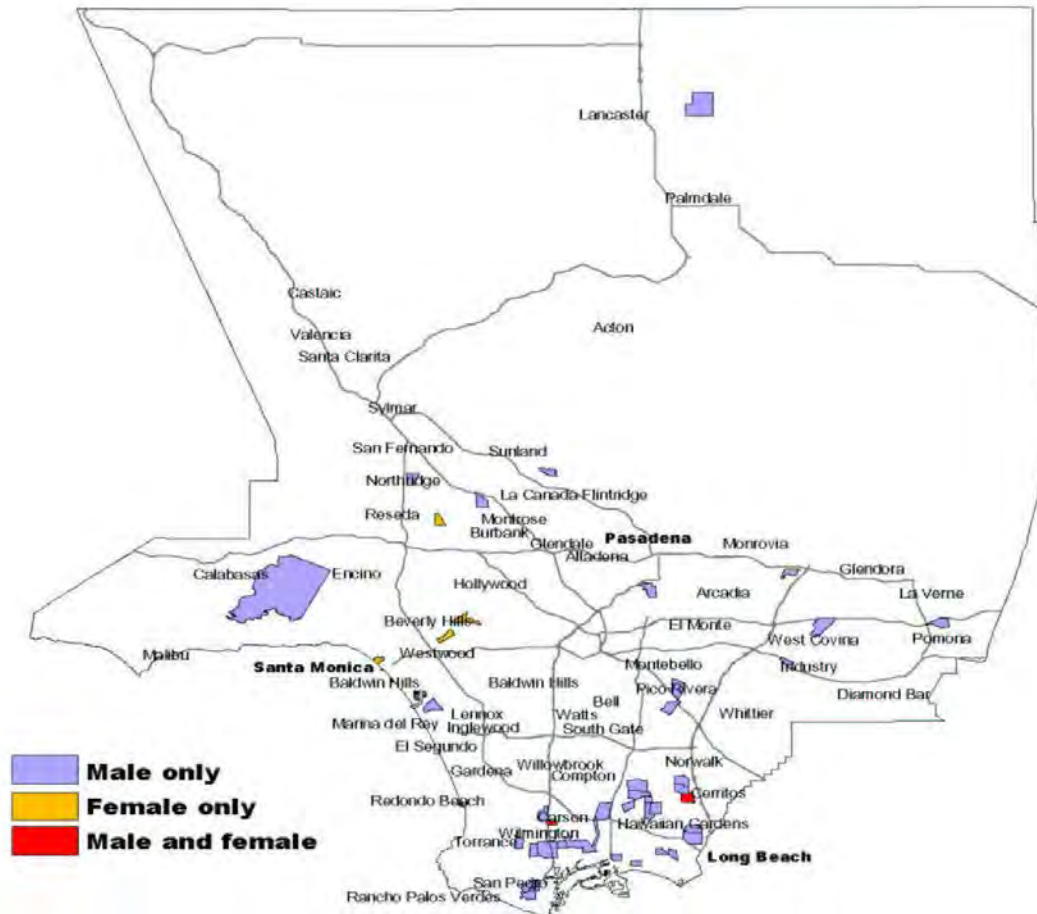 Lancaster
Palmdale
Castaic
Acton
Valencia
Santa Clarita
Sylmar
San Fernando
Sunland
Northridge
La Canada Flintridge
Reseda
Montrose
Burbank
Pasadena
Glendale
Monrovia
Altadena
Glendora
Calabasas
Encino
Hollywood
Arcadia
La Verne
Beverly Hills
El Monte
West Covina
Pomona
Malibu
Westwood
Santa Monica
Montebello
Industry
Baldwin Hills
Baldwin Hills
Pico Rivera
Diamond Bar
Bell
Whittier
Marina del Rey
Lennox
Watts
Inglewood
South Gate
El Segundo
Willowbrook
Norwalk
Gardena
Compton
Male only
Female only
Male and female
Redondo Beach
Cerritos
Carson
Hawaiian Gardens
Wilmington
Torrance
Long Beach
San Pedro
Rancho Palos Verdes